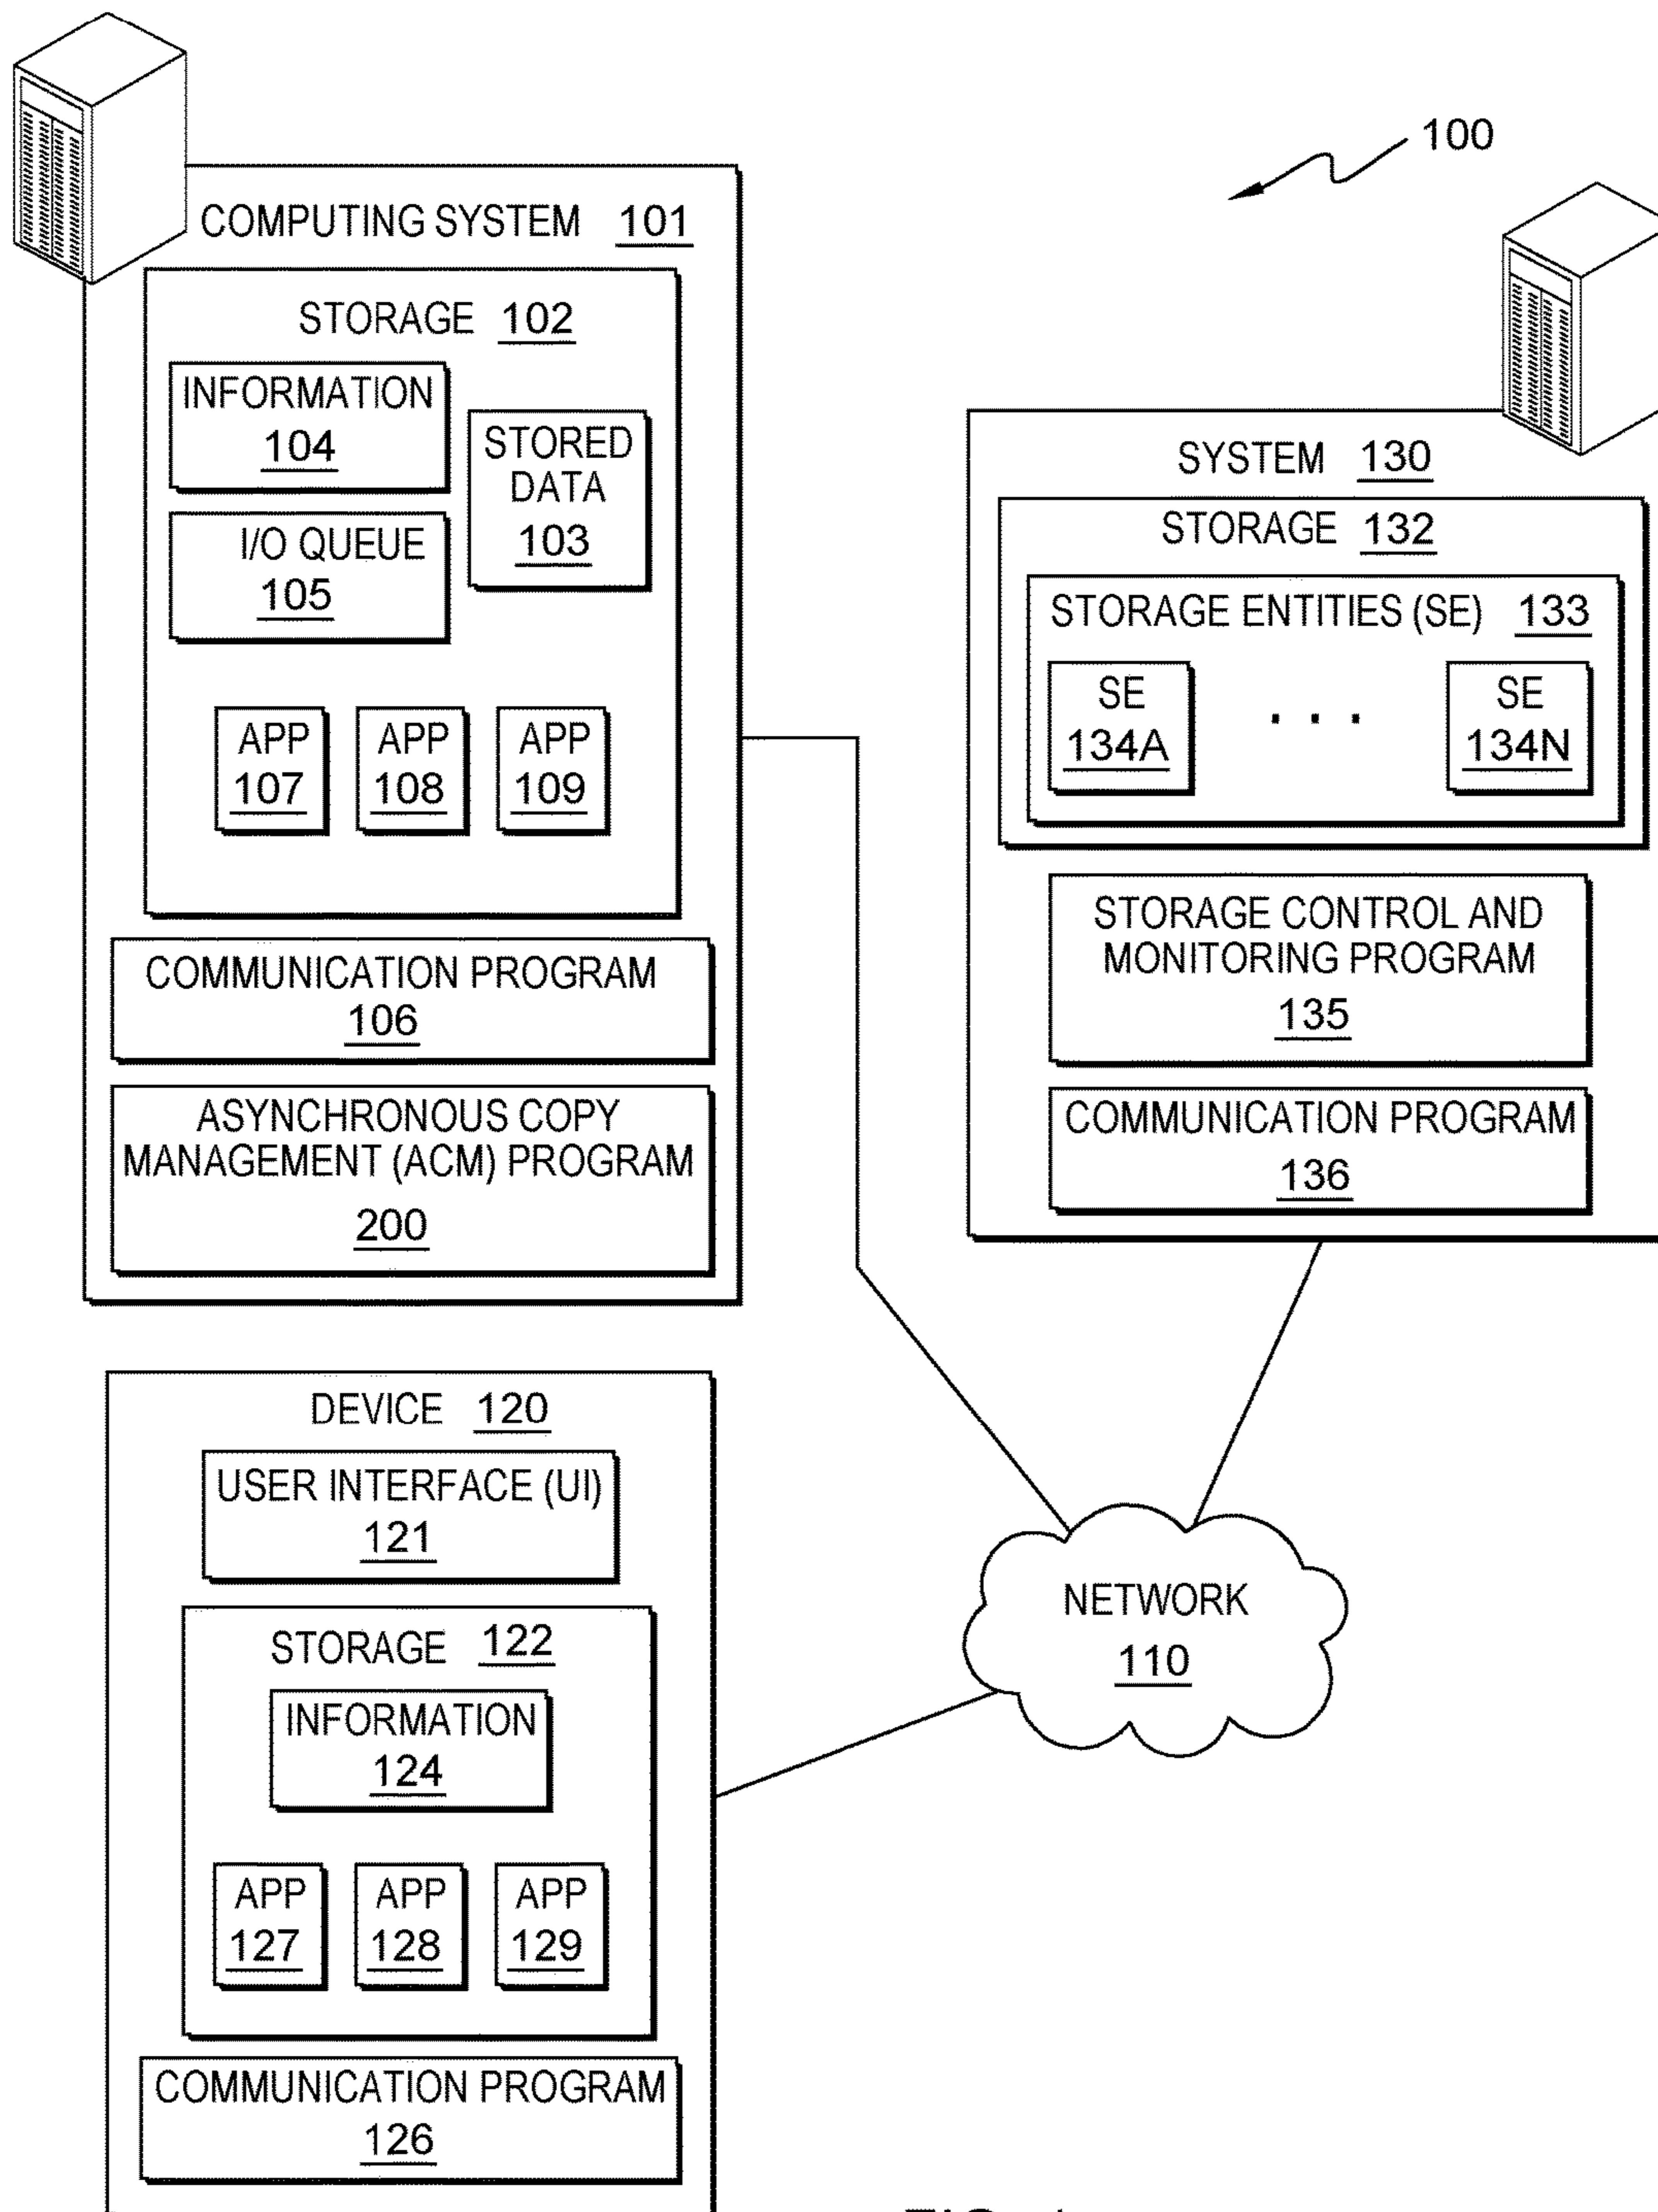 100
COMPUTING SYSTEM 101
STORAGE 102
INFORMATION
104
STORED
DATA
103
I/O QUEUE
105
APP
107
APP
108
APP
109
COMMUNICATION PROGRAM
106
ASYNCHRONOUS COPY
MANAGEMENT (ACM) PROGRAM
200
SYSTEM 130
STORAGE 132
STORAGE ENTITIES (SE) 133
SE
134A
. . .
SE
134N
STORAGE CONTROL AND
MONITORING PROGRAM
135
COMMUNICATION PROGRAM
136
DEVICE 120
USER INTERFACE (UI)
121
STORAGE 122
INFORMATION
124
APP
127
APP
128
APP
129
COMMUNICATION PROGRAM
126
NETWORK
110